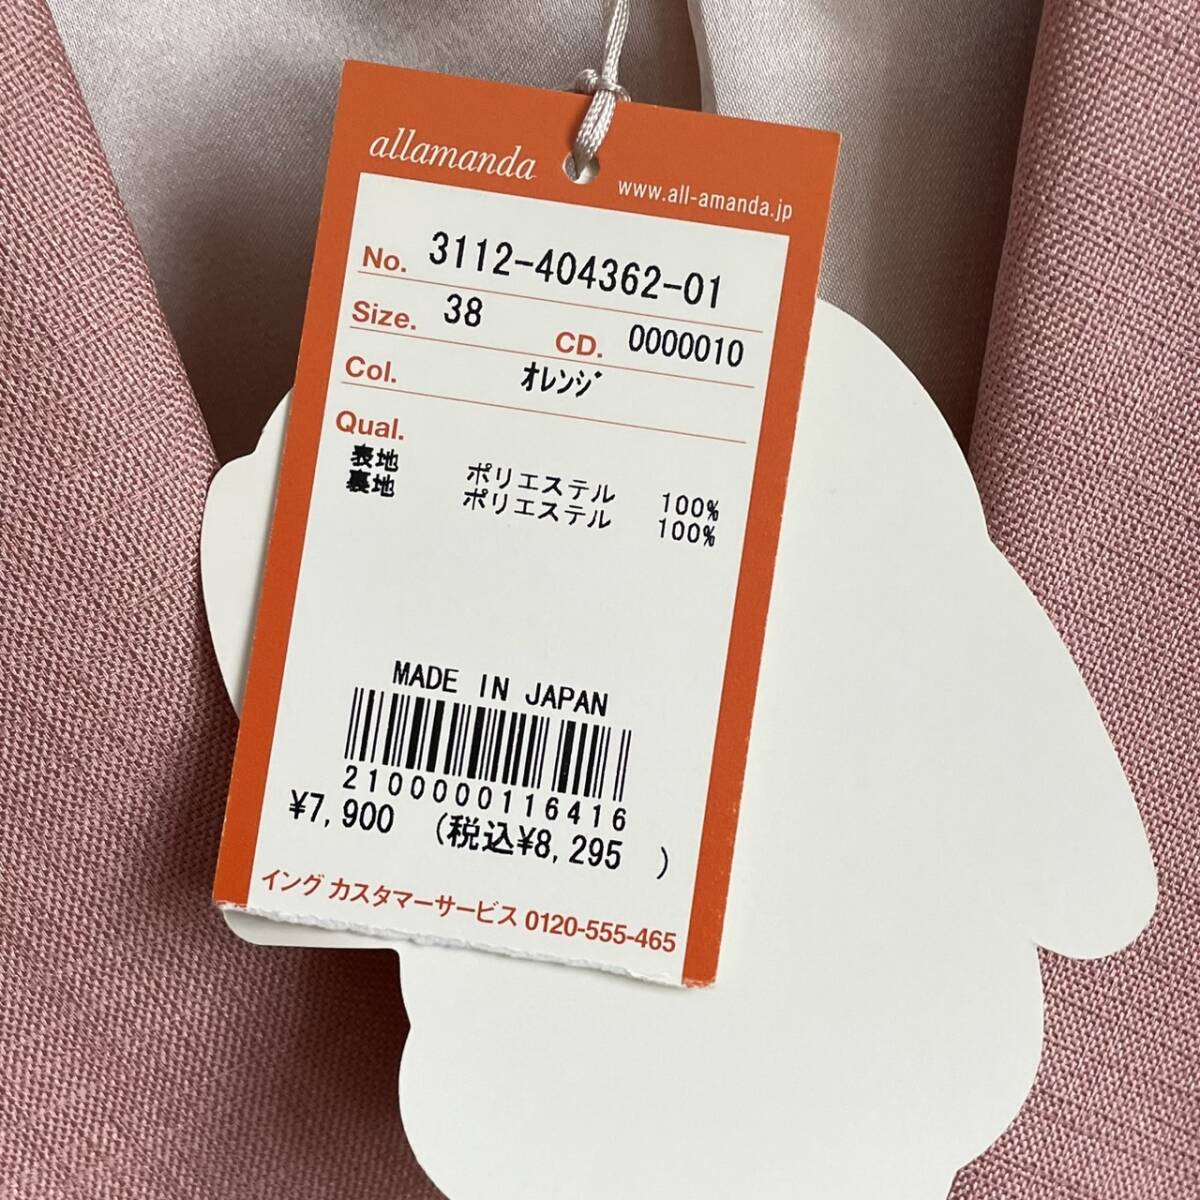 allamanda
www.all-amanda.jp
No. 3112-404362-01
Size. 38 CD. 0000010
Col. オレンジ
Qual.
表地 ポリエステル 100%
裏地 ポリエステル 100%
MADE IN JAPAN
2100000116416
¥7,900 (税込¥8,295 )
イング カスタマーサービス 0120-555-465